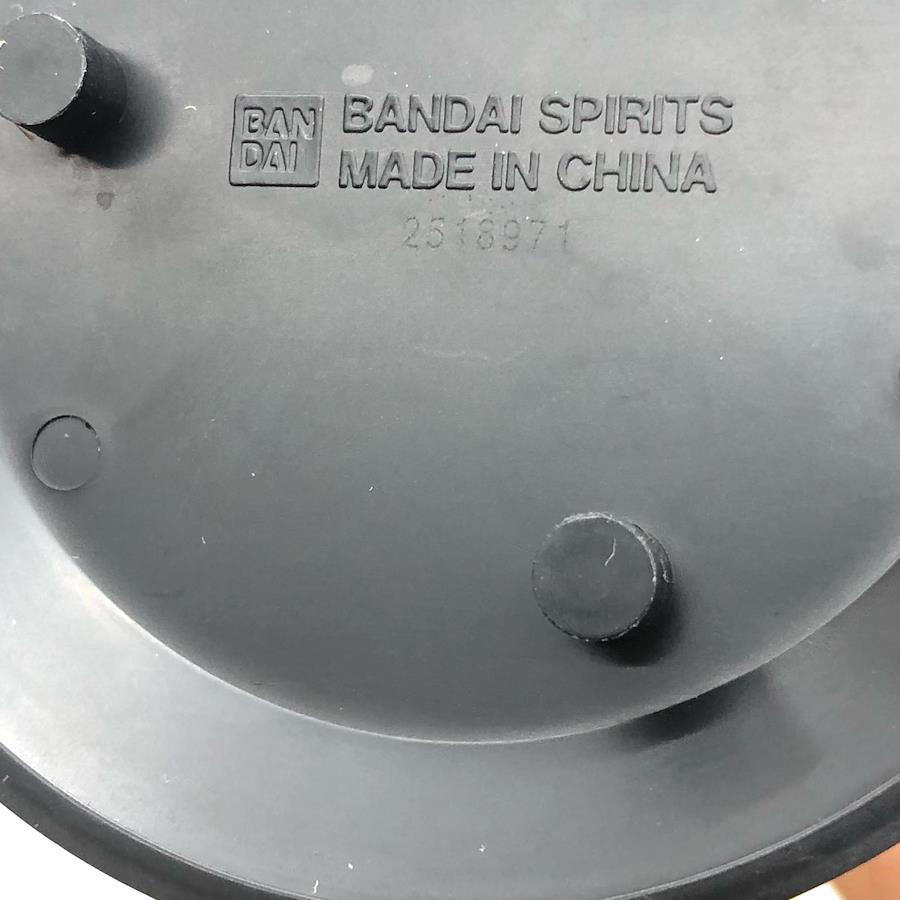 BAN
DAI
BANDAI SPIRITS
MADE IN CHINA
2518971